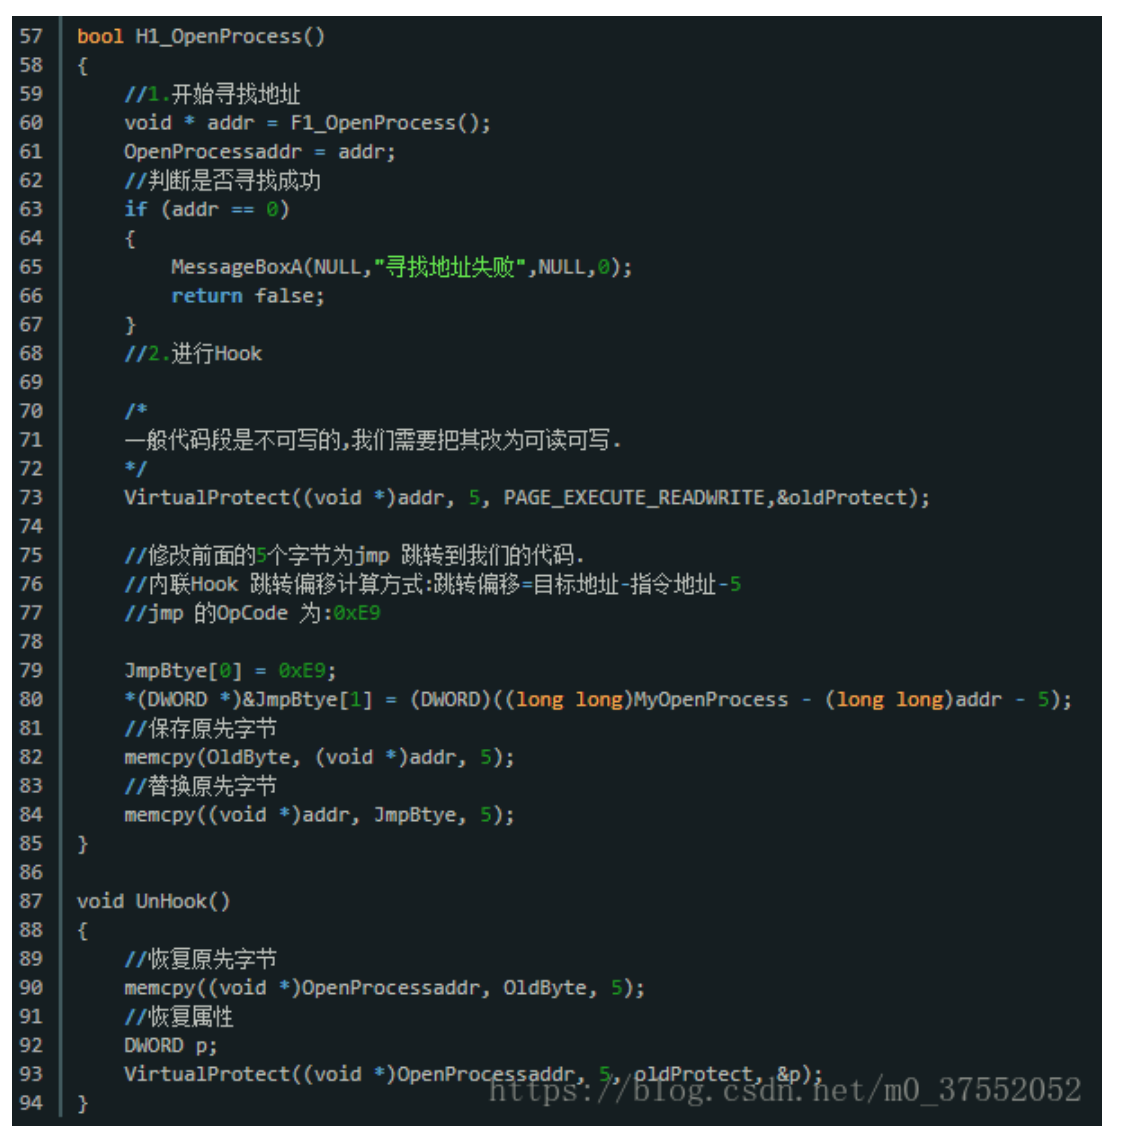 57 bool H1_OpenProcess()
58 {
59 //1.开始寻找地址
60 void * addr = F1_OpenProcess();
61 OpenProcessaddr = addr;
62 //判断是否寻找成功
63 if (addr == 0)
64 {
65 MessageBoxA(NULL,"寻找地址失败",NULL,0);
66 return false;
67 }
68 //2.进行Hook
69
70 /*
71 一般代码段是不可写的,我们需要把其改为可读可写.
72 */
73 VirtualProtect((void *)addr, 5, PAGE_EXECUTE_READWRITE,&oldProtect);
74
75 //修改前面的5个字节为jmp 跳转到我们的代码.
76 //内联Hook 跳转偏移计算方式:跳转偏移=目标地址-指令地址-5
77 //jmp 的OpCode 为:0xE9
78
79 JmpBtye[0] = 0xE9;
80 *(DWORD *)&JmpBtye[1] = (DWORD)((long long)MyOpenProcess - (long long)addr - 5);
81 //保存原先字节
82 memcpy(OldByte, (void *)addr, 5);
83 //替换原先字节
84 memcpy((void *)addr, JmpBtye, 5);
85 }
86
87 void UnHook()
88 {
89 //恢复原先字节
90 memcpy((void *)OpenProcessaddr, OldByte, 5);
91 //恢复属性
92 DWORD p;
93 VirtualProtect((void *)OpenProcessaddr, 5, oldProtect, &p);
94 }
https://blog.csdn.net/m0_37552052